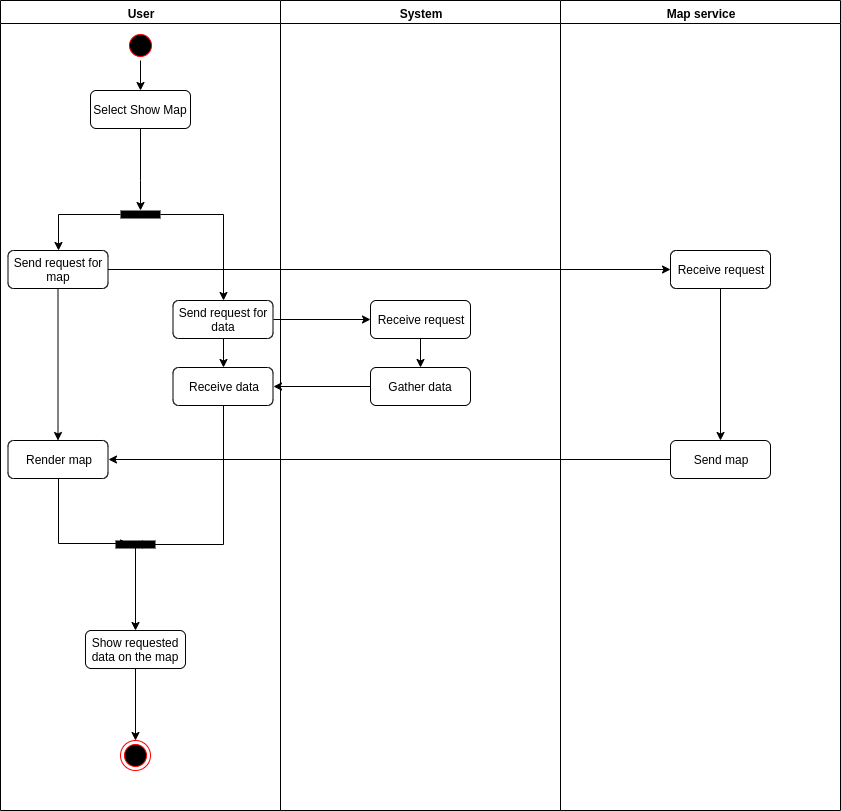 User
System
Map service
Select Show Map
Send request for
map
Receive request
Send request for
data
Receive request
Receive data
Gather data
Render map
Send map
Show requested
data on the map